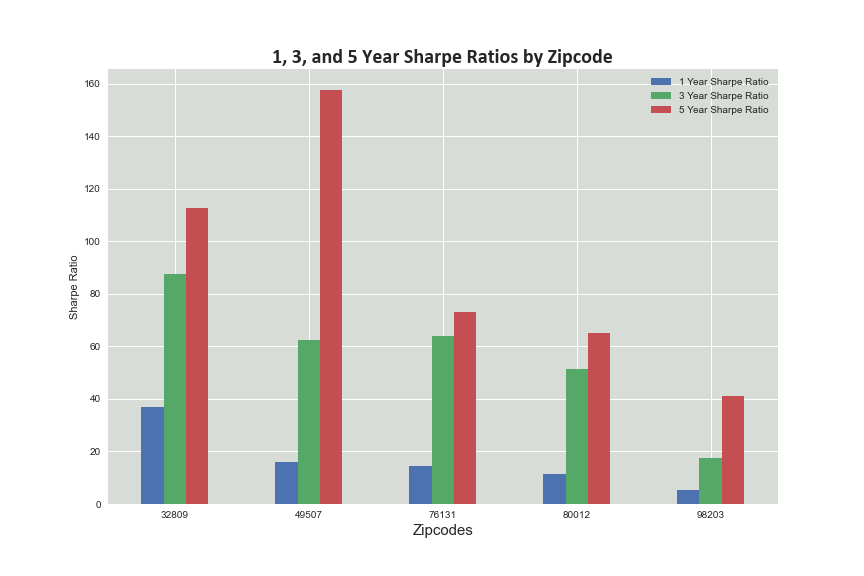 1, 3, and 5 Year Sharpe Ratios by Zipcode
1 Year Sharpe Ratio
3 Year Sharpe Ratio
5 Year Sharpe Ratio
160
140
120
100
80
60
40
20
0
Sharpe Ratio
32809
49507
76131
80012
98203
Zipcodes